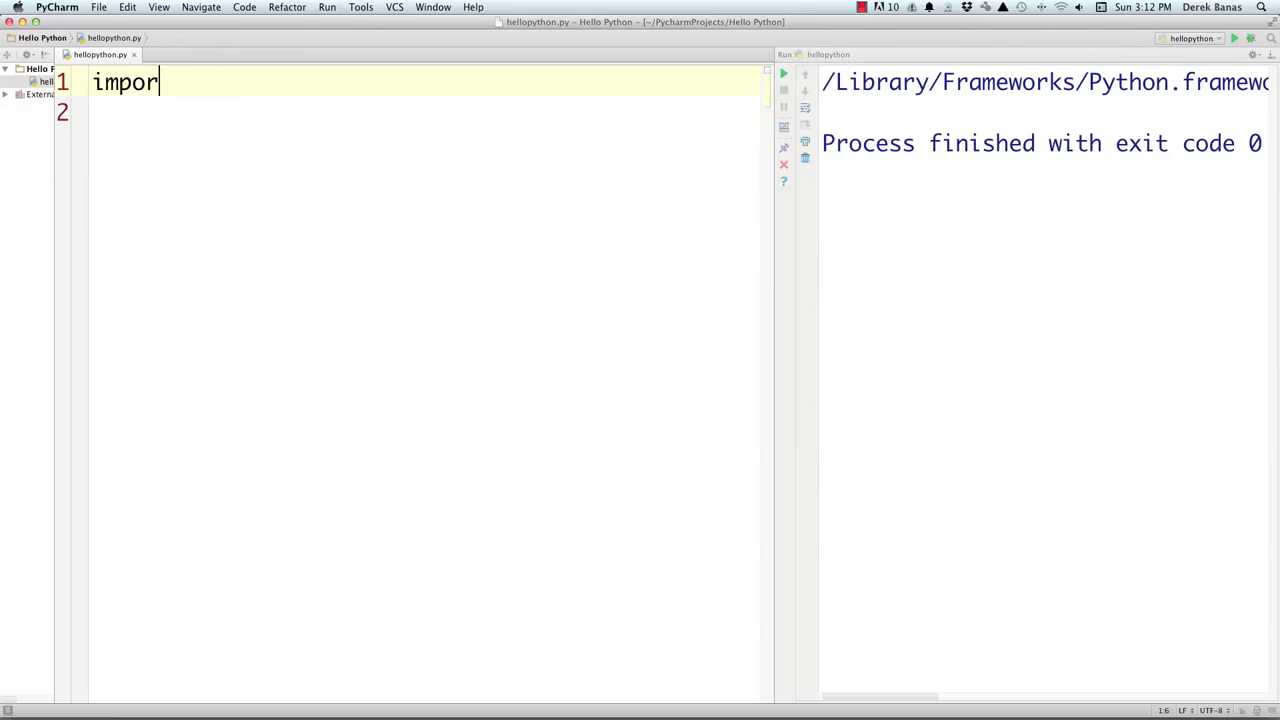 PyCharm File Edit View Navigate Code Refactor Run Tools VCS Window Help 10 Sun 3:12 PM Derek Banas
hellopython.py – Hello Python – [~/PycharmProjects/Hello Python]
Hello Python hellopython.py hellopython
hellopython.py × Run hellopython
Hello P
hell
Externa
1 impor
2
/Library/Frameworks/Python.framewo
Process finished with exit code 0
?
1:6 LF UTF-8